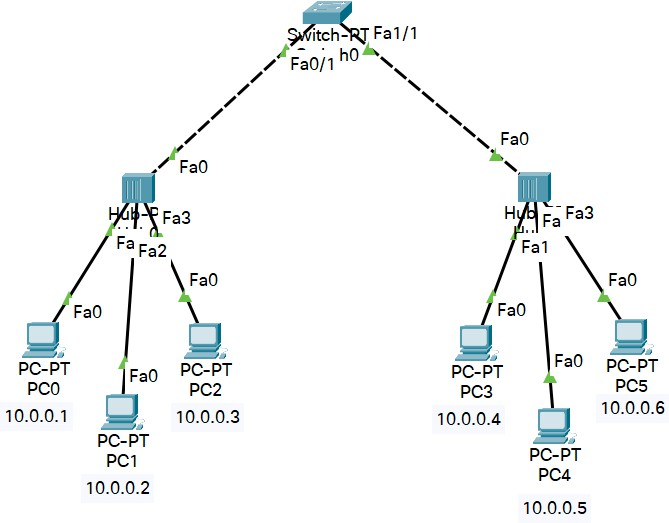 Switch-PT
Fa1/1
Fa0/1
Fa0
Fa0
Fa3
Fa2
Fa3
Fa1
Fa0
Fa0
Fa0
Fa0
Fa0
Fa0
PC-PT
PC0
10.0.0.1
PC-PT
PC1
10.0.0.2
PC-PT
PC2
10.0.0.3
PC-PT
PC3
10.0.0.4
PC-PT
PC4
10.0.0.5
PC-PT
PC5
10.0.0.6